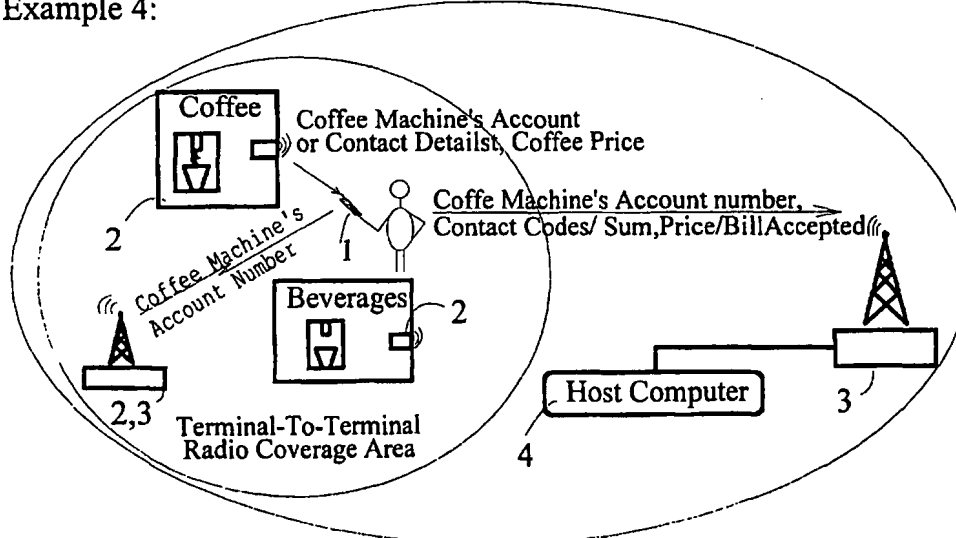 Example 4:
Coffee
Coffee Machine's Account
or Contact Detailst, Coffee Price
2
1
Coffe Machine's Account number,
Contact Codes/ Sum,Price/BillAccepted
Coffee Machine's
Account Number
Beverages
2
2,3
Terminal-To-Terminal
Radio Coverage Area
Host Computer
4
3